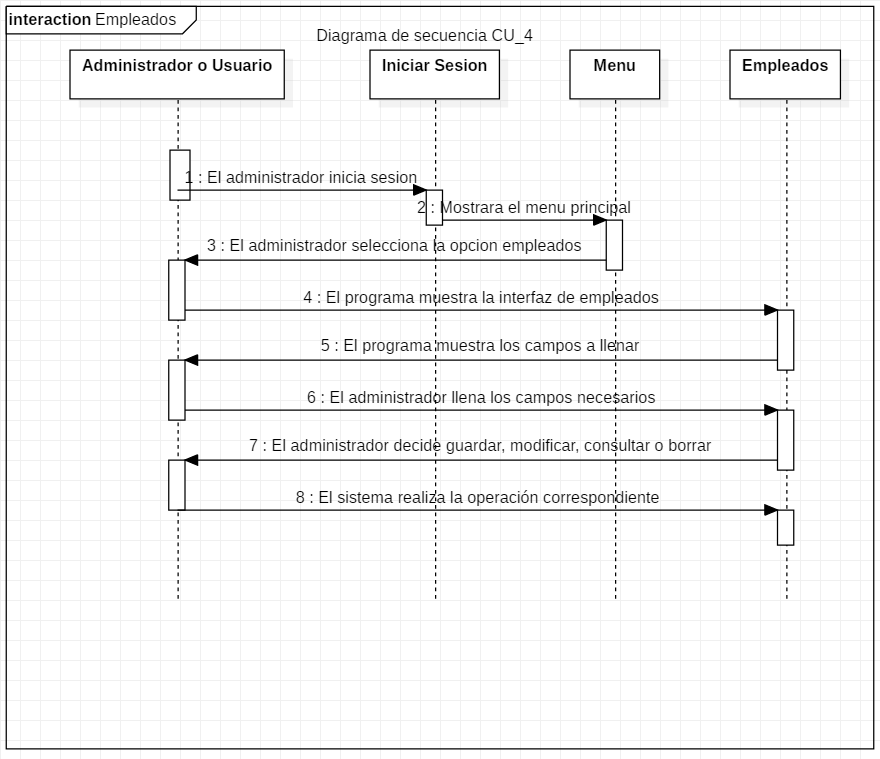 interaction Empleados
Diagrama de secuencia CU_4
Administrador o Usuario
Iniciar Sesion
Menu
Empleados
1 : El administrador inicia sesion
2 : Mostrara el menu principal
3 : El administrador selecciona la opcion empleados
4 : El programa muestra la interfaz de empleados
5 : El programa muestra los campos a llenar
6 : El administrador llena los campos necesarios
7 : El administrador decide guardar, modificar, consultar o borrar
8 : El sistema realiza la operación correspondiente